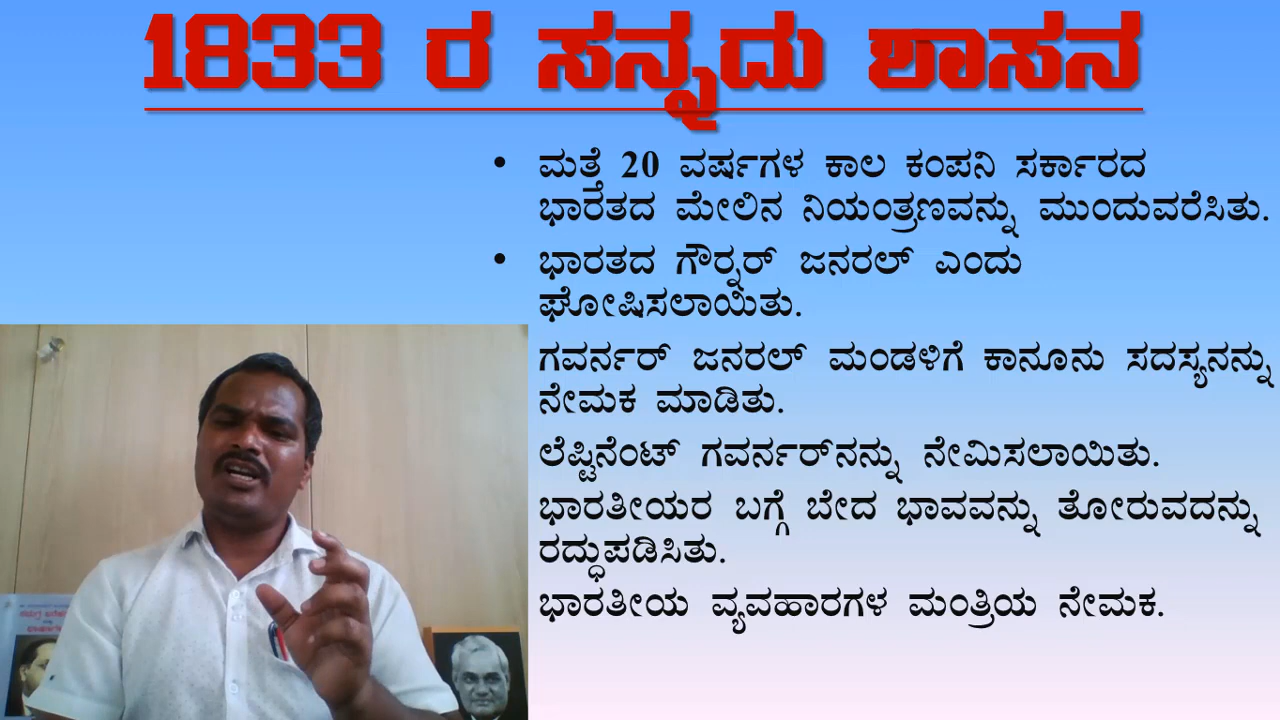 1833 ರ ಸನ್ನದು ಶಾಸನ
• ಮತ್ತೆ 20 ವರ್ಷಗಳ ಕಾಲ ಕಂಪನಿ ಸರ್ಕಾರದ
ಭಾರತದ ಮೇಲಿನ ನಿಯಂತ್ರಣವನ್ನು ಮುಂದುವರೆಸಿತು.
• ಭಾರತದ ಗೌರ‍್ನರ್ ಜನರಲ್ ಎಂದು
ಘೋಷಿಸಲಾಯಿತು.
ಗವರ್ನರ್ ಜನರಲ್ ಮಂಡಳಿಗೆ ಕಾನೂನು ಸದಸ್ಯನನ್ನು
ನೇಮಕ ಮಾಡಿತು.
ಲೆಪ್ಟಿನೆಂಟ್ ಗವರ್ನರ್‌ನನ್ನು ನೇಮಿಸಲಾಯಿತು.
ಭಾರತೀಯರ ಬಗ್ಗೆ ಬೇದ ಭಾವವನ್ನು ತೋರುವದನ್ನು
ರದ್ಧುಪಡಿಸಿತು.
ಭಾರತೀಯ ವ್ಯವಹಾರಗಳ ಮಂತ್ರಿಯ ನೇಮಕ.